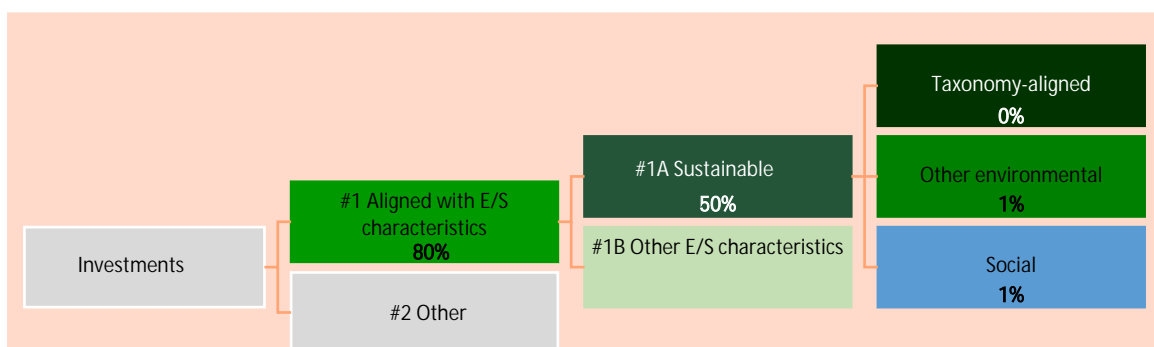 Investments
#1 Aligned with E/S
characteristics
80%
#2 Other
#1A Sustainable
50%
#1B Other E/S characteristics
Taxonomy-aligned
0%
Other environmental
1%
Social
1%